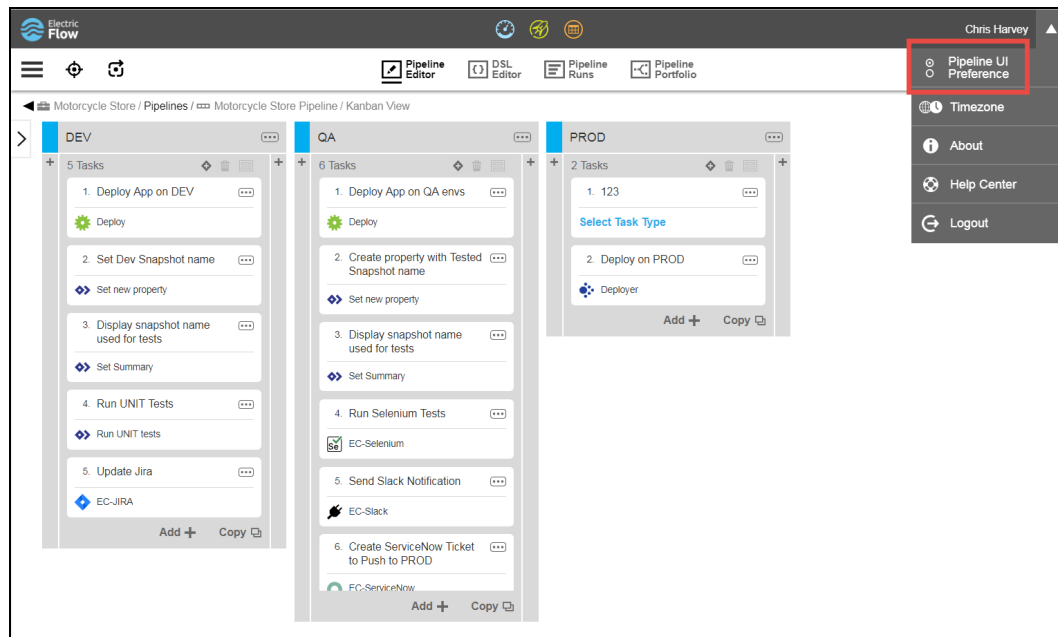 Electric
Flow
Chris Harvey
Pipeline
Editor
DSL
Editor
Pipeline
Runs
Pipeline
Portfolio
Pipeline UI
Preference
Timezone
About
Help Center
Logout
Motorcycle Store / Pipelines / Motorcycle Store Pipeline / Kanban View
DEV
5 Tasks
1. Deploy App on DEV
Deploy
2. Set Dev Snapshot name
Set new property
3. Display snapshot name
used for tests
Set Summary
4. Run UNIT Tests
Run UNIT tests
5. Update Jira
EC-JIRA
Add
Copy
QA
6 Tasks
1. Deploy App on QA envs
Deploy
2. Create property with Tested
Snapshot name
Set new property
3. Display snapshot name
used for tests
Set Summary
4. Run Selenium Tests
Se
EC-Selenium
5. Send Slack Notification
EC-Slack
6. Create ServiceNow Ticket
to Push to PROD
EC-ServiceNow
Add
Copy
PROD
2 Tasks
1. 123
Select Task Type
2. Deploy on PROD
Deployer
Add
Copy